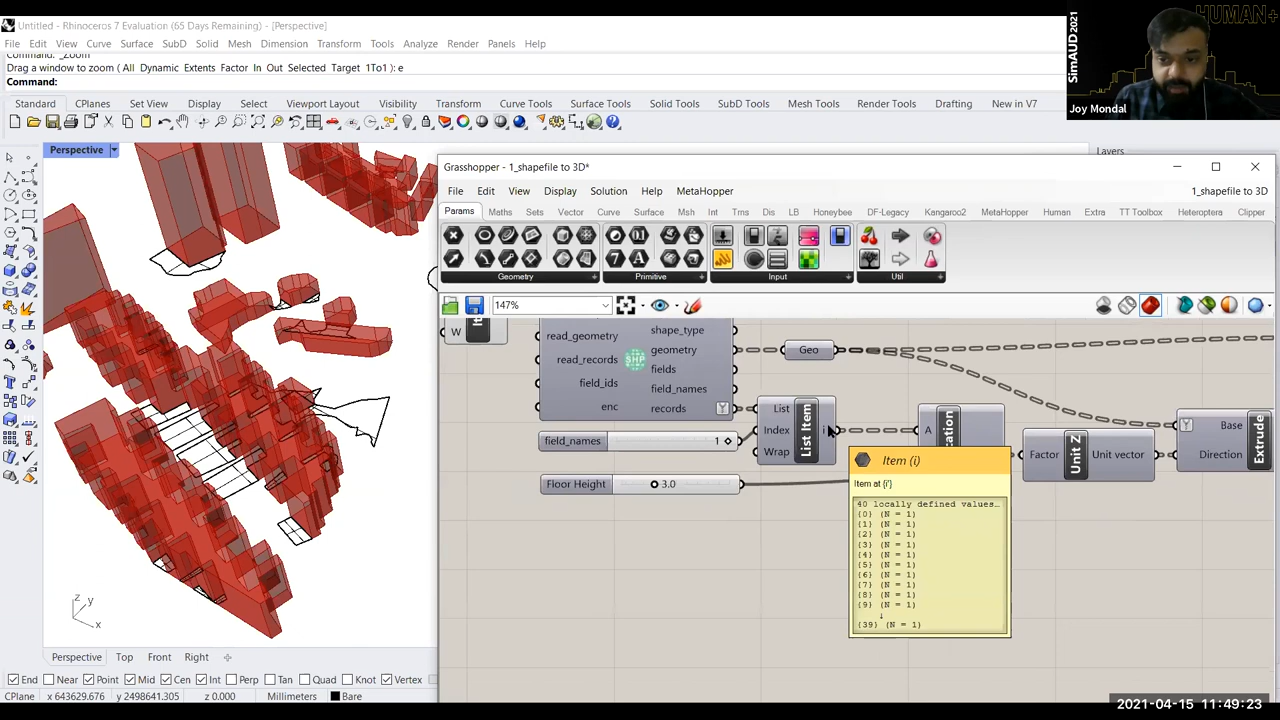 Untitled - Rhinoceros 7 Evaluation (65 Days Remaining) - [Perspective]
File Edit View Curve Surface SubD Solid Mesh Dimension Transform Tools Analyze Render Panels Help
Command: _Zoom
Drag a window to zoom ( All Dynamic Extents Factor In Out Selected Target 1To1 ): e
Command:
Standard CPlanes Set View Display Select Viewport Layout Visibility Transform Curve Tools Surface Tools Solid Tools SubD Tools Mesh Tools Render Tools Drafting New in V7
Perspective
Layers
HUMAN+
SimAUD2021
Joy Mondal
Grasshopper - 1_shapefile to 3D*
File Edit View Display Solution Help MetaHopper 1_shapefile to 3D
Params Maths Sets Vector Curve Surface Msh Int Trns Dis LB Honeybee DF-Legacy Kangaroo2 MetaHopper Human Extra TT Toolbox Heteroptera Clipper
Geometry Primitive Input Util
147%
W
read_geometry
read_records
field_ids
enc
SHP
shape_type
geometry
fields
field_names
records
Geo
List
Index
Wrap
List Item
i
field_names 1
Floor Height 3.0
A
Factor
Unit Z
Unit vector
Base
Direction
Extrude
Item (i)
Item at {i'}
40 locally defined values…
{0} (N = 1)
{1} (N = 1)
{2} (N = 1)
{3} (N = 1)
{4} (N = 1)
{5} (N = 1)
{6} (N = 1)
{7} (N = 1)
{8} (N = 1)
{9} (N = 1)
↓
{39} (N = 1)
z y
x
Perspective Top Front Right
End Near Point Mid Cen Int Perp Tan Quad Knot Vertex
CPlane x 643629.676 y 2498641.305 z 0.000 Millimeters Bare
2021-04-15 11:49:23